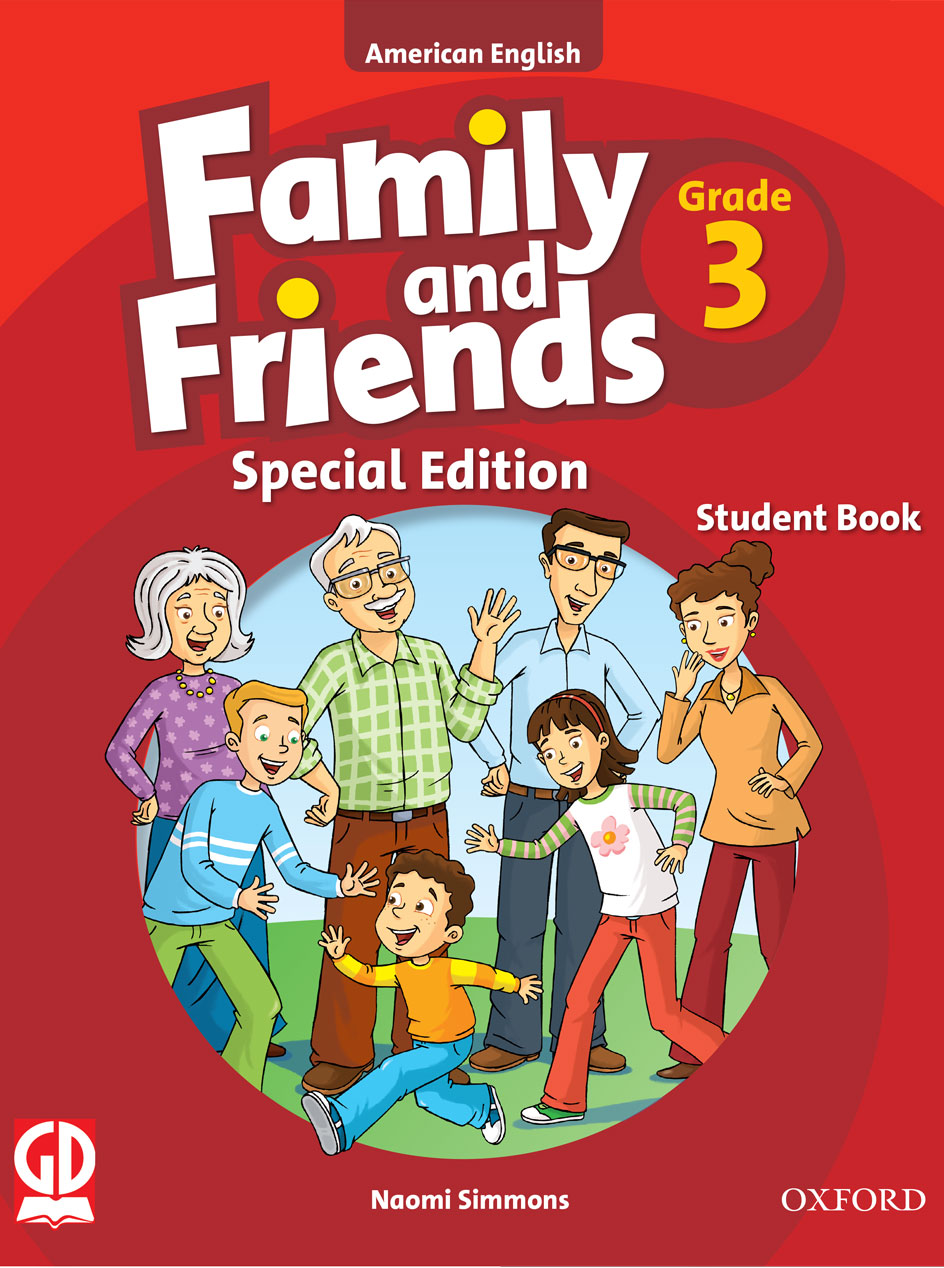 American English
Family
and
Friends
Grade
3
Special Edition
Student Book
GD
Naomi Simmons
OXFORD